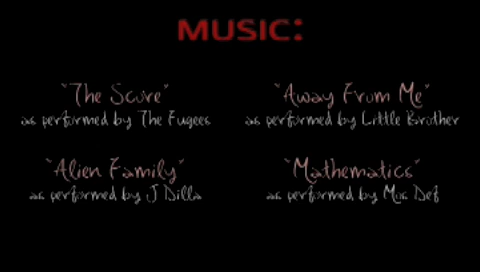 MUSIC:
"The Score"
as performed by The Fugees
"Away From Me"
as performed by Little Brother
"Alien Family"
as performed by J Dilla
"Mathematics"
as performed by Mos Def